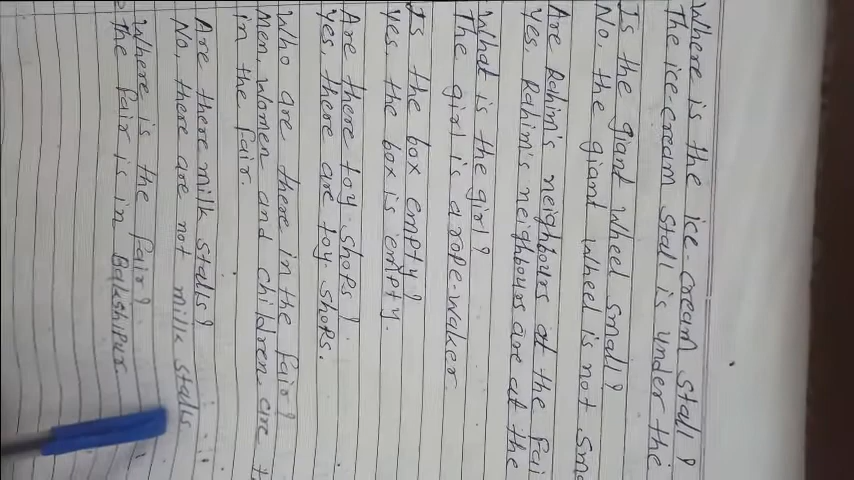 Where is the ice-cream stall?
The ice-cream stall is under the
Is the giant wheel small?
No, the giant wheel is not
Are Rahim's neighbours at the
Yes, Rahim's neighbours are at the
What is the girl?
The girl is a rope-waker.
Is the box empty?
Yes, the box is empty.
Are there toy-shops?
Yes, there are toy-shops.
Who are there in the fair?
Men, women and children, are
in the fair.
Are there milk stalls?
No, there are not milk stalls
Where is the fair?
the fair is in Bakshipur.